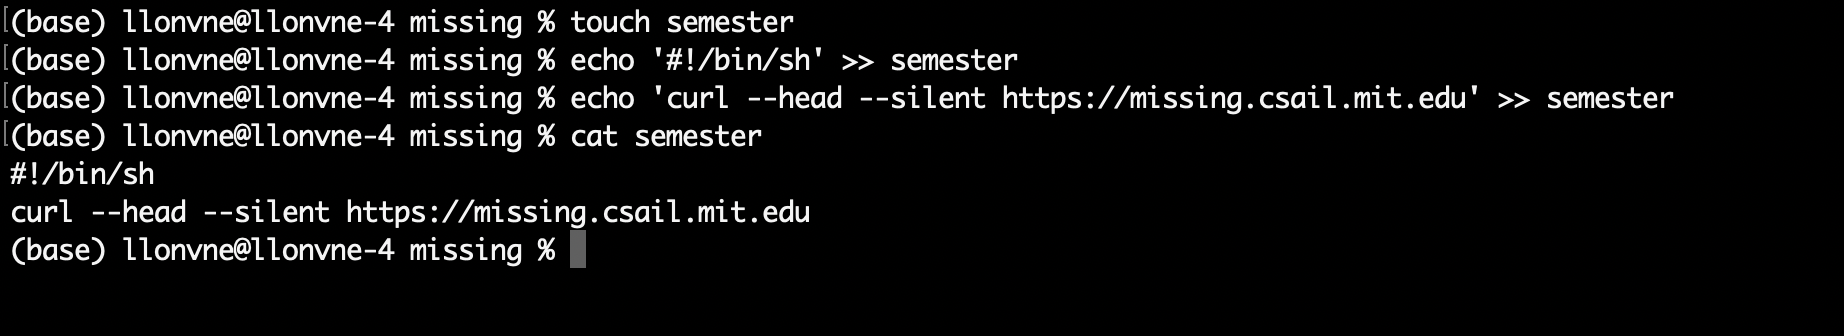 (base) llonvne@llonvne-4 missing % touch semester
(base) llonvne@llonvne-4 missing % echo '#!/bin/sh' >> semester
(base) llonvne@llonvne-4 missing % echo 'curl --head --silent https://missing.csail.mit.edu' >> semester
(base) llonvne@llonvne-4 missing % cat semester
#!/bin/sh
curl --head --silent https://missing.csail.mit.edu
(base) llonvne@llonvne-4 missing %